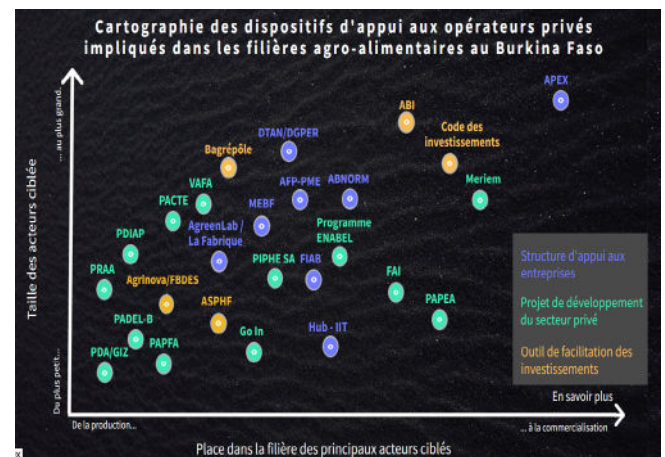 Cartographie des dispositifs d'appui aux opérateurs privés
impliqués dans les filières agro-alimentaires au Burkina Faso
Taille des acteurs ciblée
... au plus grand.
Du plus petit...
APEX
ABI
Code des
investissements
DTAN/DGPER
Bagrépôle
VAFA
AFP-PME
ABNORM
Meriem
PACTE
MEBF
AgreenLab /
La Fabrique
Programme
ENABEL
PDIAP
PIPHE SA
FIAB
PRAA
Agrinova/FBDES
FAI
ASPHF
PAPEA
PADEL-B
Go In
Hub - IIT
PDA/GIZ
PAPFA
Structure d'appui aux
entreprises
Projet de développement
du secteur privé
Outil de facilitation des
investissements
En savoir plus
De la production...
... à la commercialisation
Place dans la filière des principaux acteurs ciblés